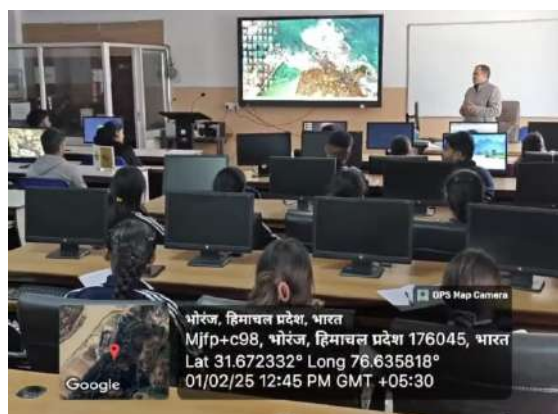 GPS Map Camera
भोरंज, हिमाचल प्रदेश, भारत
Mjfp+c98, भोरंज, हिमाचल प्रदेश 176045, भारत
Lat 31.672332° Long 76.635818°
01/02/25 12:45 PM GMT +05:30
Google